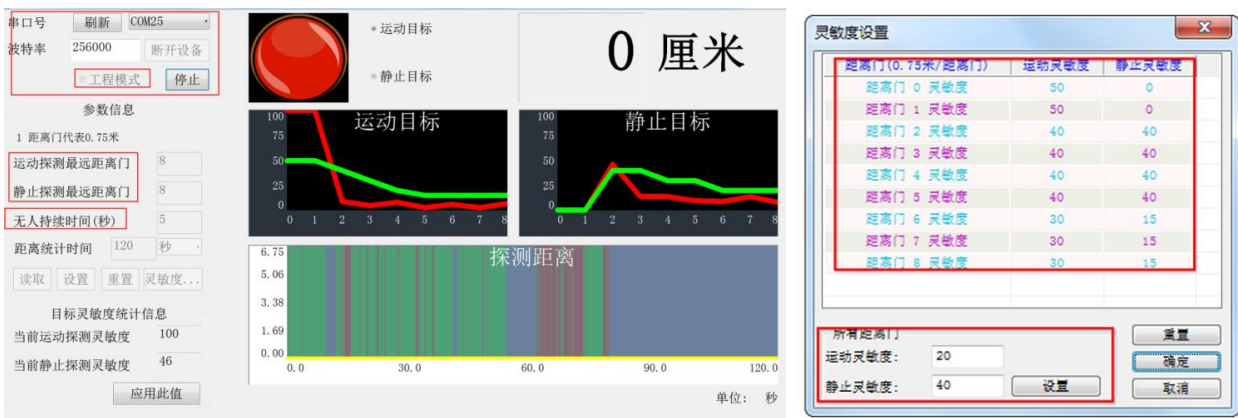 串口号 刷新 COM25
波特率 256000 断开设备
工程模式 停止
参数信息
1 距离门代表0.75米
运动探测最远距离门 8
静止探测最远距离门 8
无人持续时间(秒) 5
距离统计时间 120 秒
读取 设置 重置 灵敏度...
目标灵敏度统计信息
当前运动探测灵敏度 100
当前静止探测灵敏度 46
应用此值
运动目标
静止目标
0 厘米
运动目标
100
75
50
25
0
0 1 2 3 4 5 6 7 8
静止目标
100
75
50
25
0
0 1 2 3 4 5 6 7 8
探测距离
6.75
5.06
3.38
1.69
0.00
0.0 30.0 60.0 90.0 120.0
单位: 秒
灵敏度设置
距离门(0.75米/距离门) 运动灵敏度 静止灵敏度
距离门 0 灵敏度 50 0
距离门 1 灵敏度 50 0
距离门 2 灵敏度 40 40
距离门 3 灵敏度 40 40
距离门 4 灵敏度 40 40
距离门 5 灵敏度 40 40
距离门 6 灵敏度 30 15
距离门 7 灵敏度 30 15
距离门 8 灵敏度 30 15
所有距离门
运动灵敏度: 20
静止灵敏度: 40 设置
重置
确定
取消